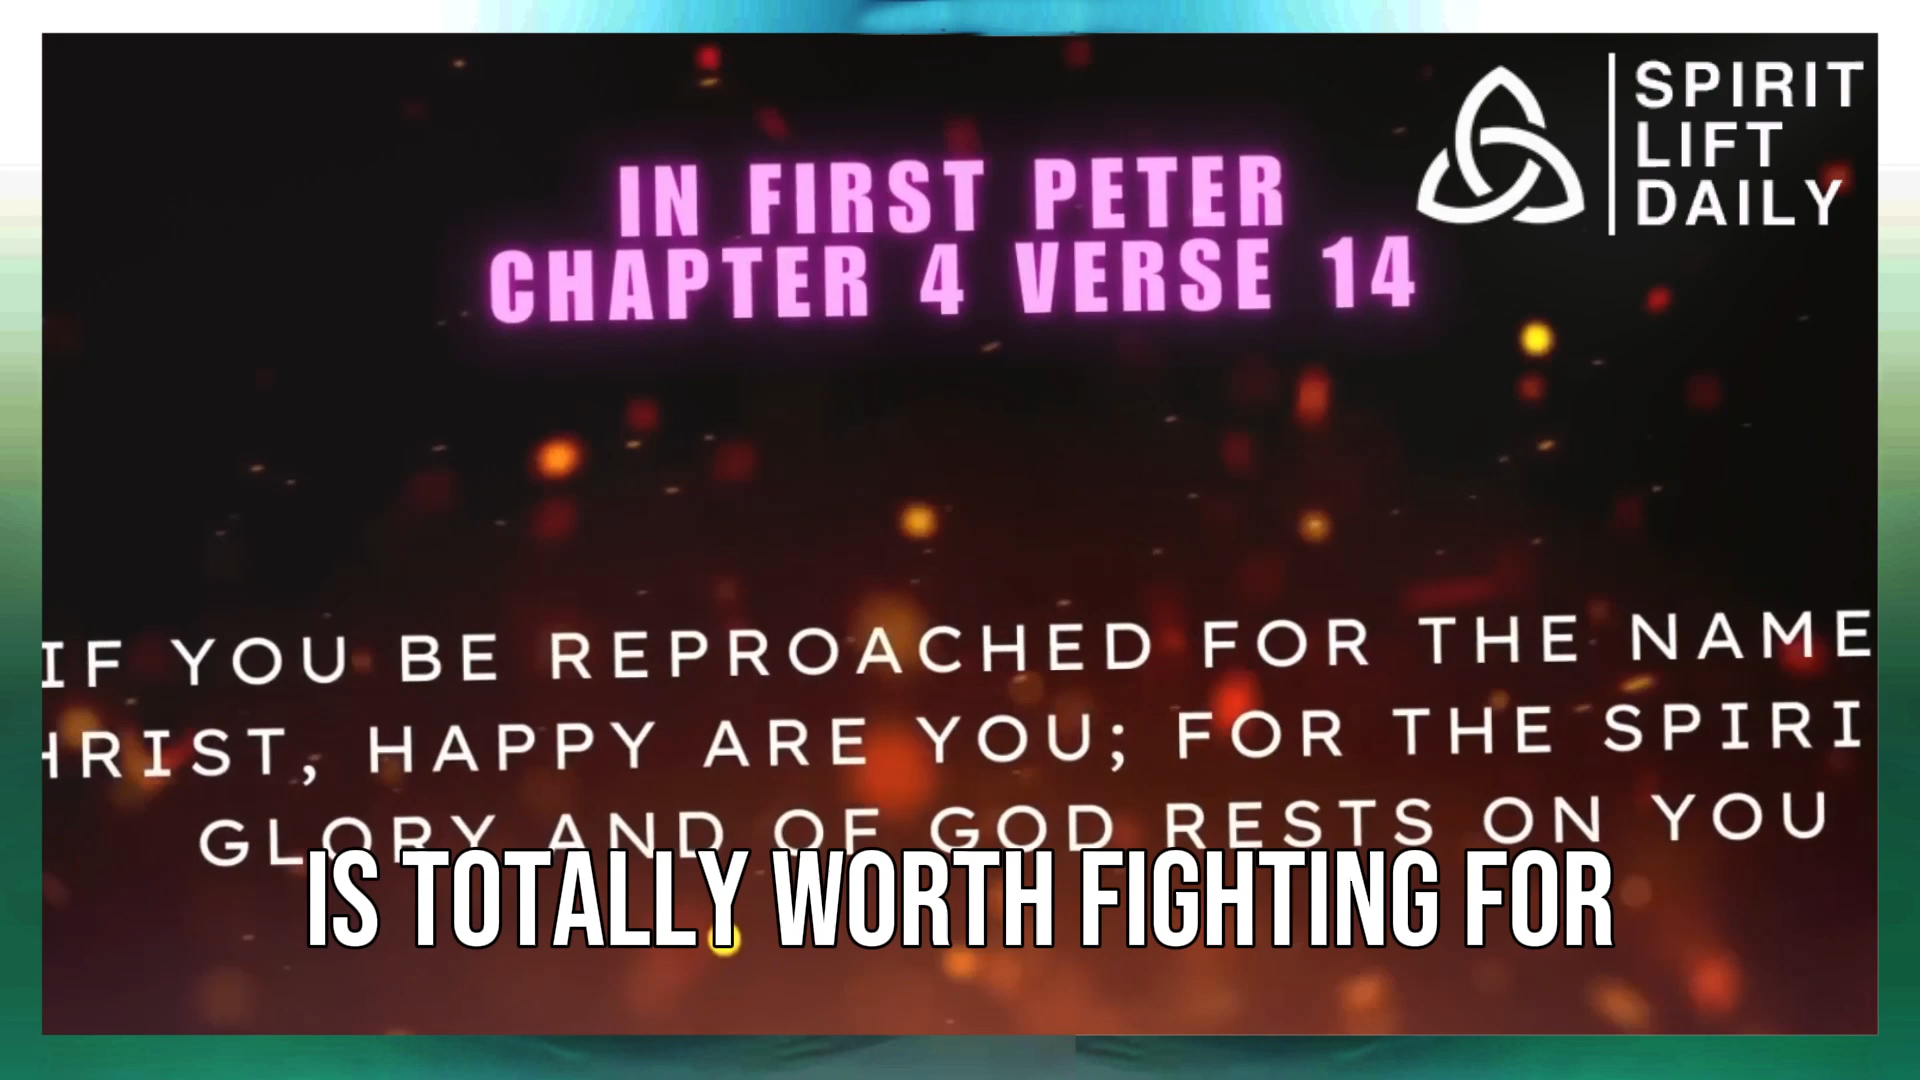 SPIRIT
LIFT
DAILY
IN FIRST PETER
CHAPTER 4 VERSE 14
IF YOU BE REPROACHED FOR THE NAME
HRIST, HAPPY ARE YOU; FOR THE SPIRI
GLORY AND OF GOD RESTS ON YOU
IS TOTALLY WORTH FIGHTING FOR